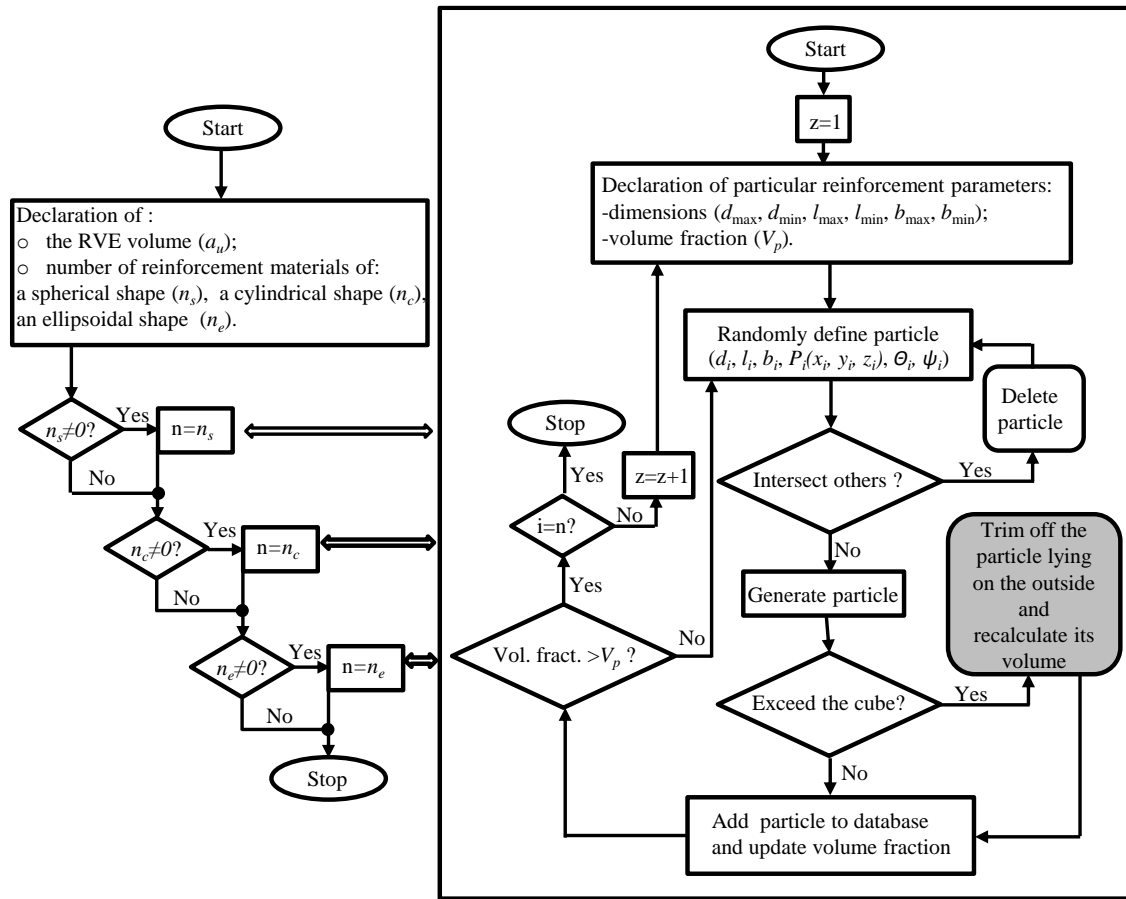 Start
Declaration of :
o the RVE volume (a_u);
o number of reinforcement materials of:
a spherical shape (n_s), a cylindrical shape (n_c),
an ellipsoidal shape (n_e).
n_s≠0?
Yes
n=n_s
No
n_c≠0?
Yes
n=n_c
No
n_e≠0?
Yes
n=n_e
No
Stop
Start
z=1
Declaration of particular reinforcement parameters:
-dimensions (d_max, d_min, l_max, l_min, b_max, b_min);
-volume fraction (V_p).
Randomly define particle
(d_i, l_i, b_i, P_i(x_i, y_i, z_i), Θ_i, ψ_i)
Delete
particle
Intersect others ?
Yes
No
Generate particle
Trim off the
particle lying
on the outside
and
recalculate its
volume
Exceed the cube?
Yes
No
Add particle to database
and update volume fraction
Vol. fract. >V_p ?
No
Yes
i=n?
No
z=z+1
Yes
Stop